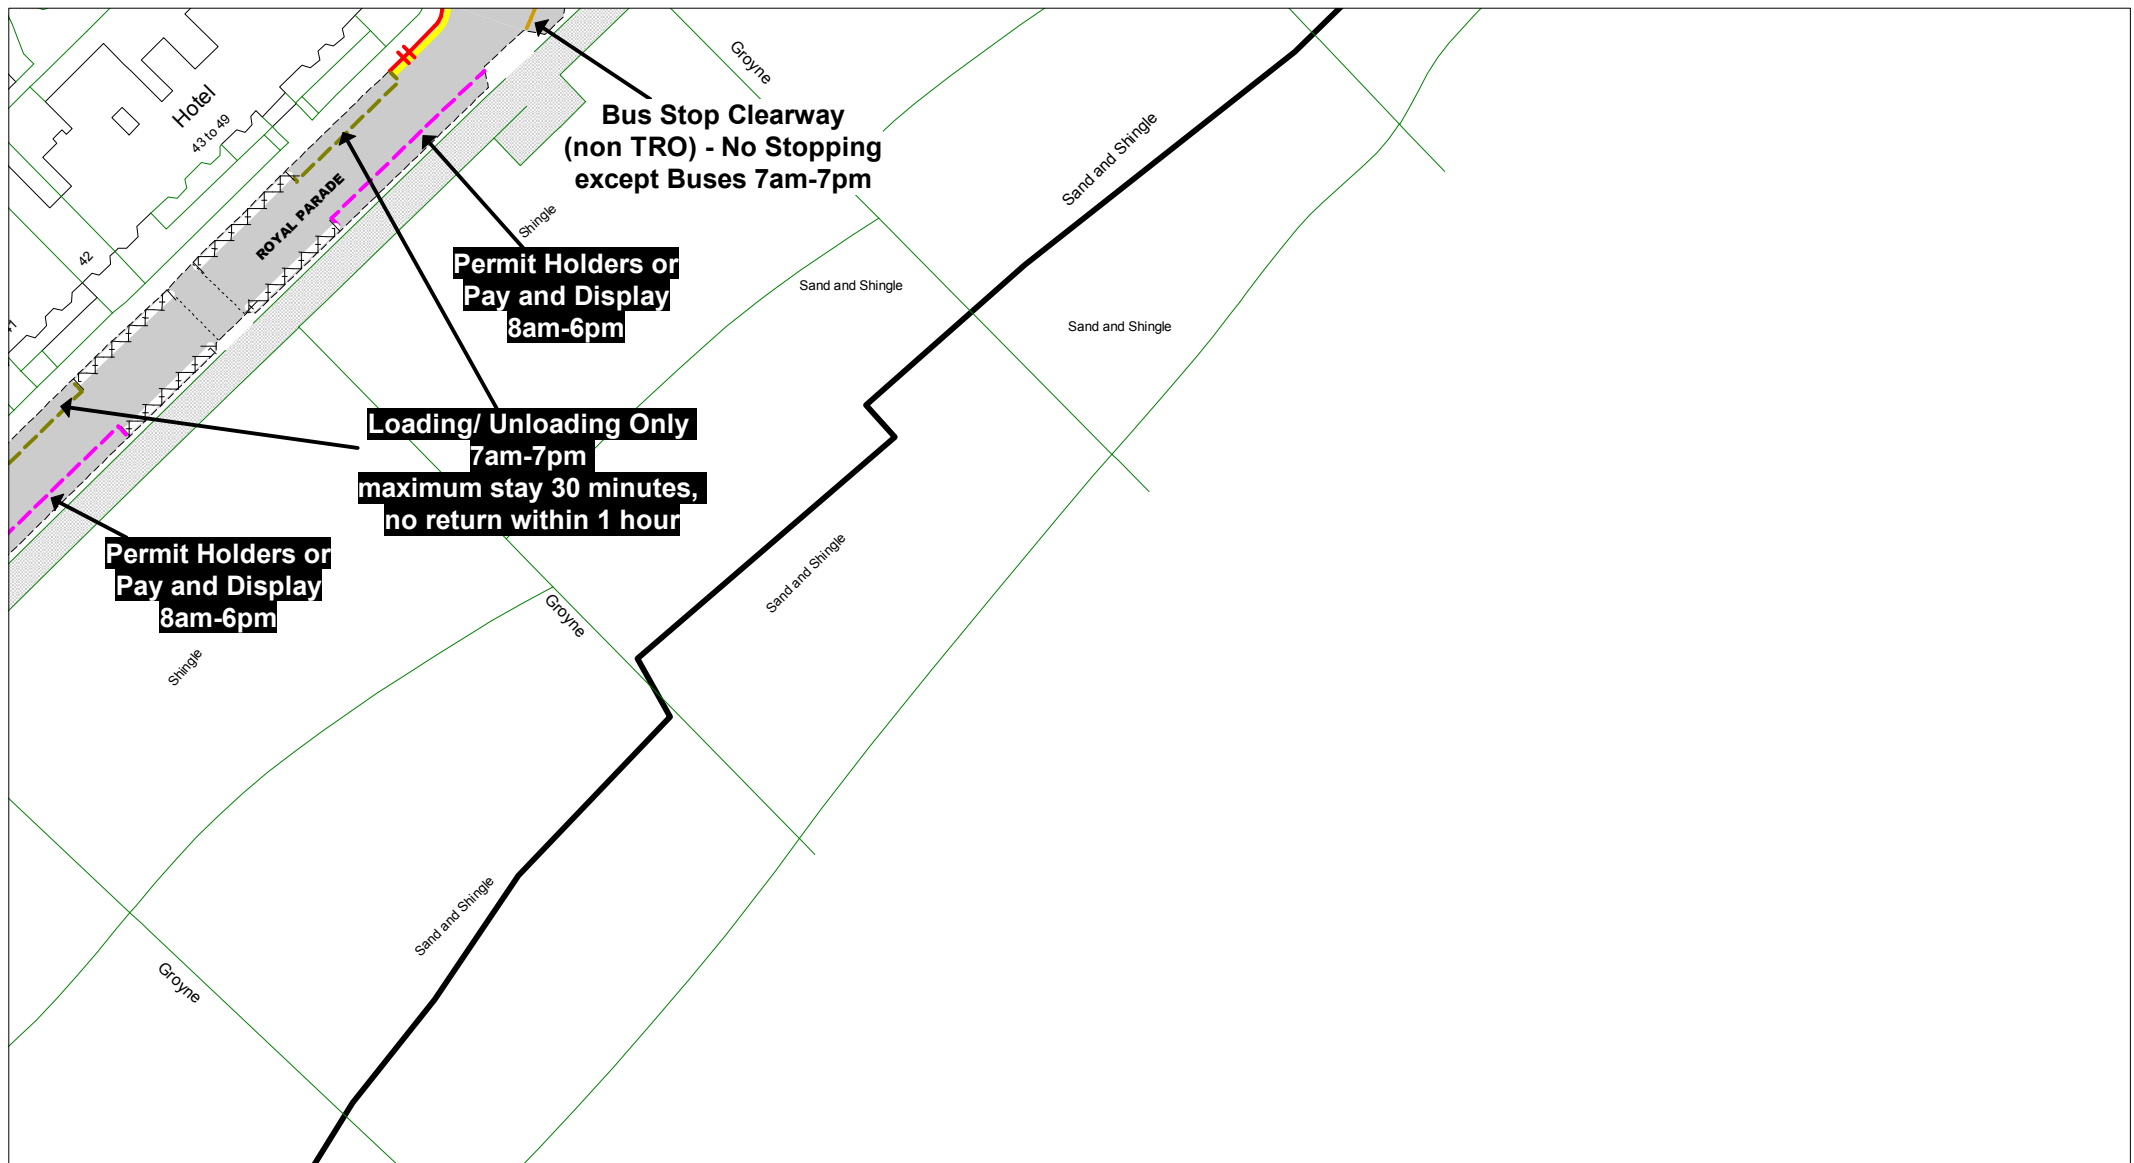 Groyne
Hotel
43 to 49
Bus Stop Clearway
(non TRO) - No Stopping
except Buses 7am-7pm
Sand and Shingle
ROYAL PARADE
Shingle
42
Permit Holders or
Pay and Display
8am-6pm
Sand and Shingle
Sand and Shingle
Loading/ Unloading Only
7am-7pm
maximum stay 30 minutes,
no return within 1 hour
Permit Holders or
Pay and Display
8am-6pm
Sand and Shingle
Groyne
Shingle
Sand and Shingle
Groyne